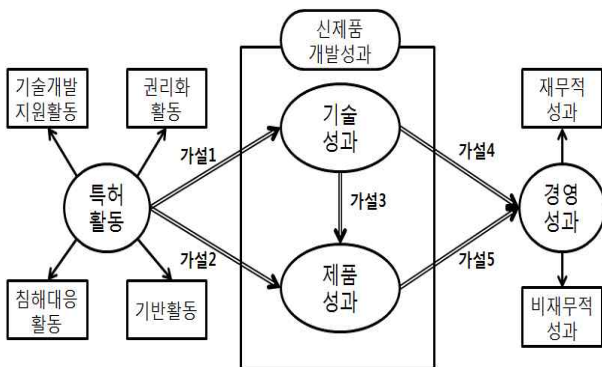 신제품
개발성과
기술개발
지원활동
권리화
활동
기술
성과
재무적
성과
가설1
가설4
특허
활동
가설3
경영
성과
가설2
가설5
제품
성과
침해대응
활동
기반활동
비재무적
성과